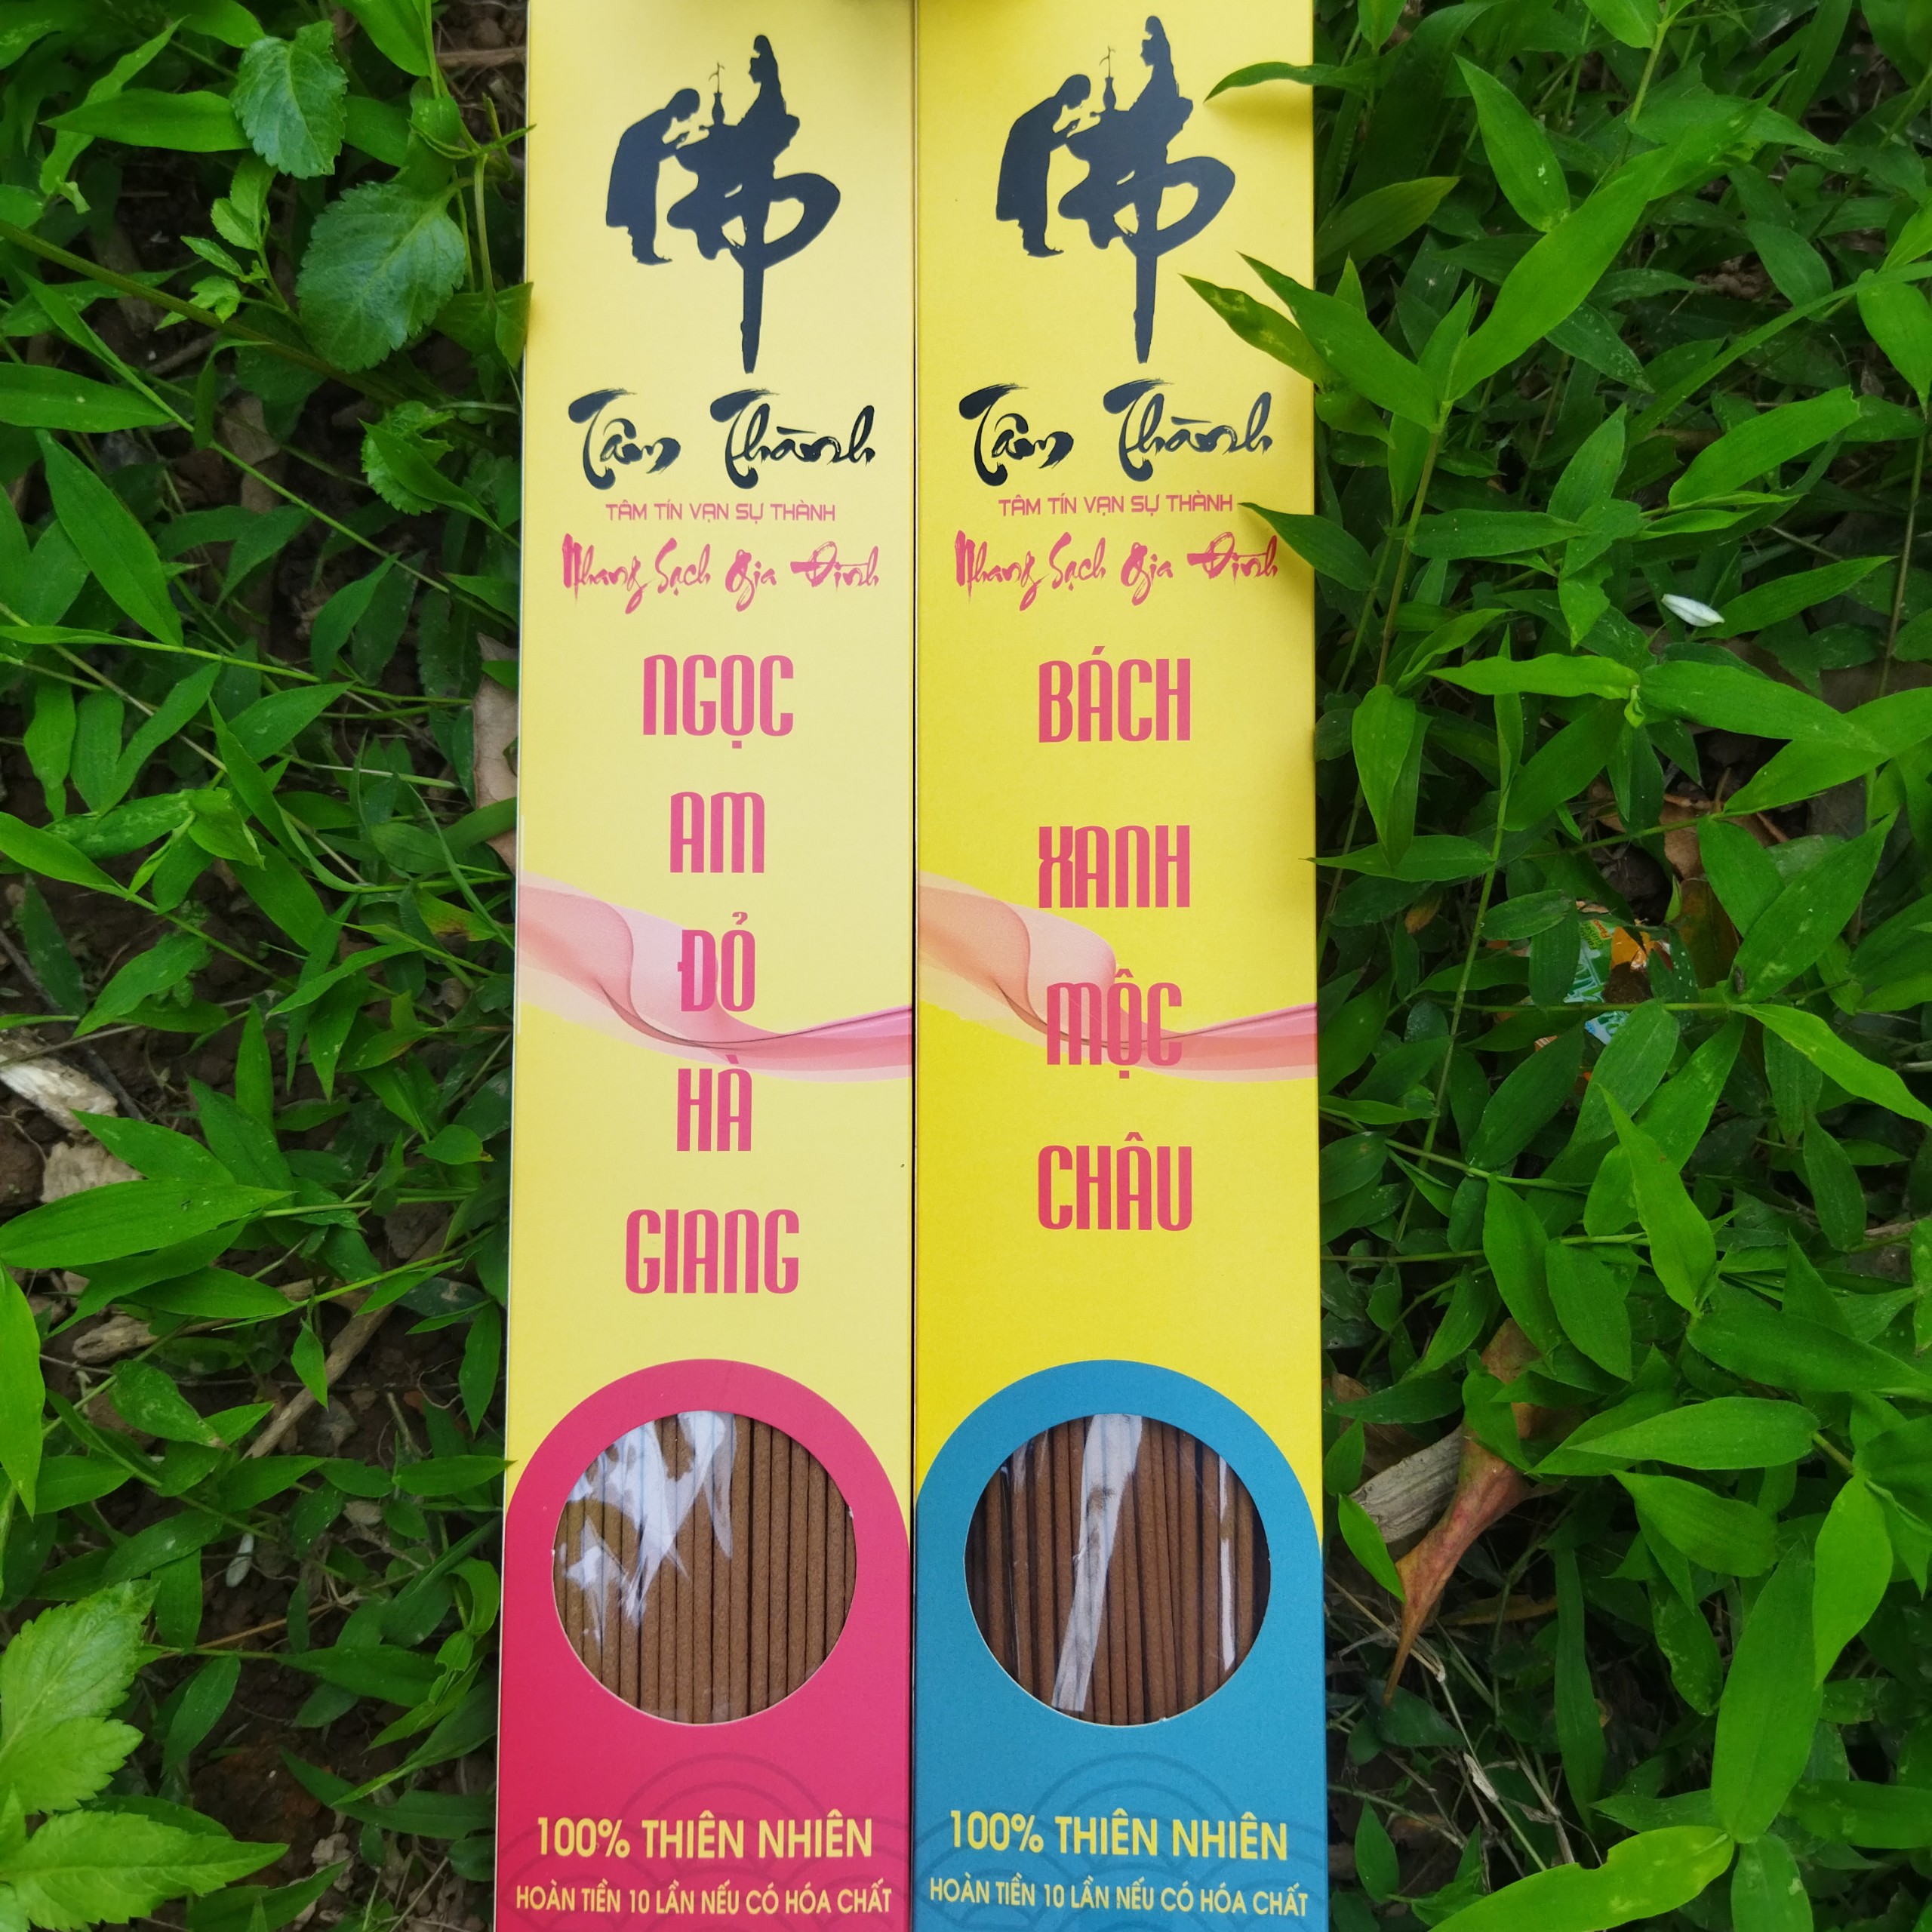 佛
Tâm Thành
TÂM TÍN VẠN SỰ THÀNH
Nhang Sạch Gia Đình
NGỌC
AM
ĐỎ
HÀ
GIANG
100% THIÊN NHIÊN
HOÀN TIỀN 10 LẦN NẾU CÓ HÓA CHẤT
佛
Tâm Thành
TÂM TÍN VẠN SỰ THÀNH
Nhang Sạch Gia Đình
BÁCH
XANH
MỘC
CHÂU
100% THIÊN NHIÊN
HOÀN TIỀN 10 LẦN NẾU CÓ HÓA CHẤT